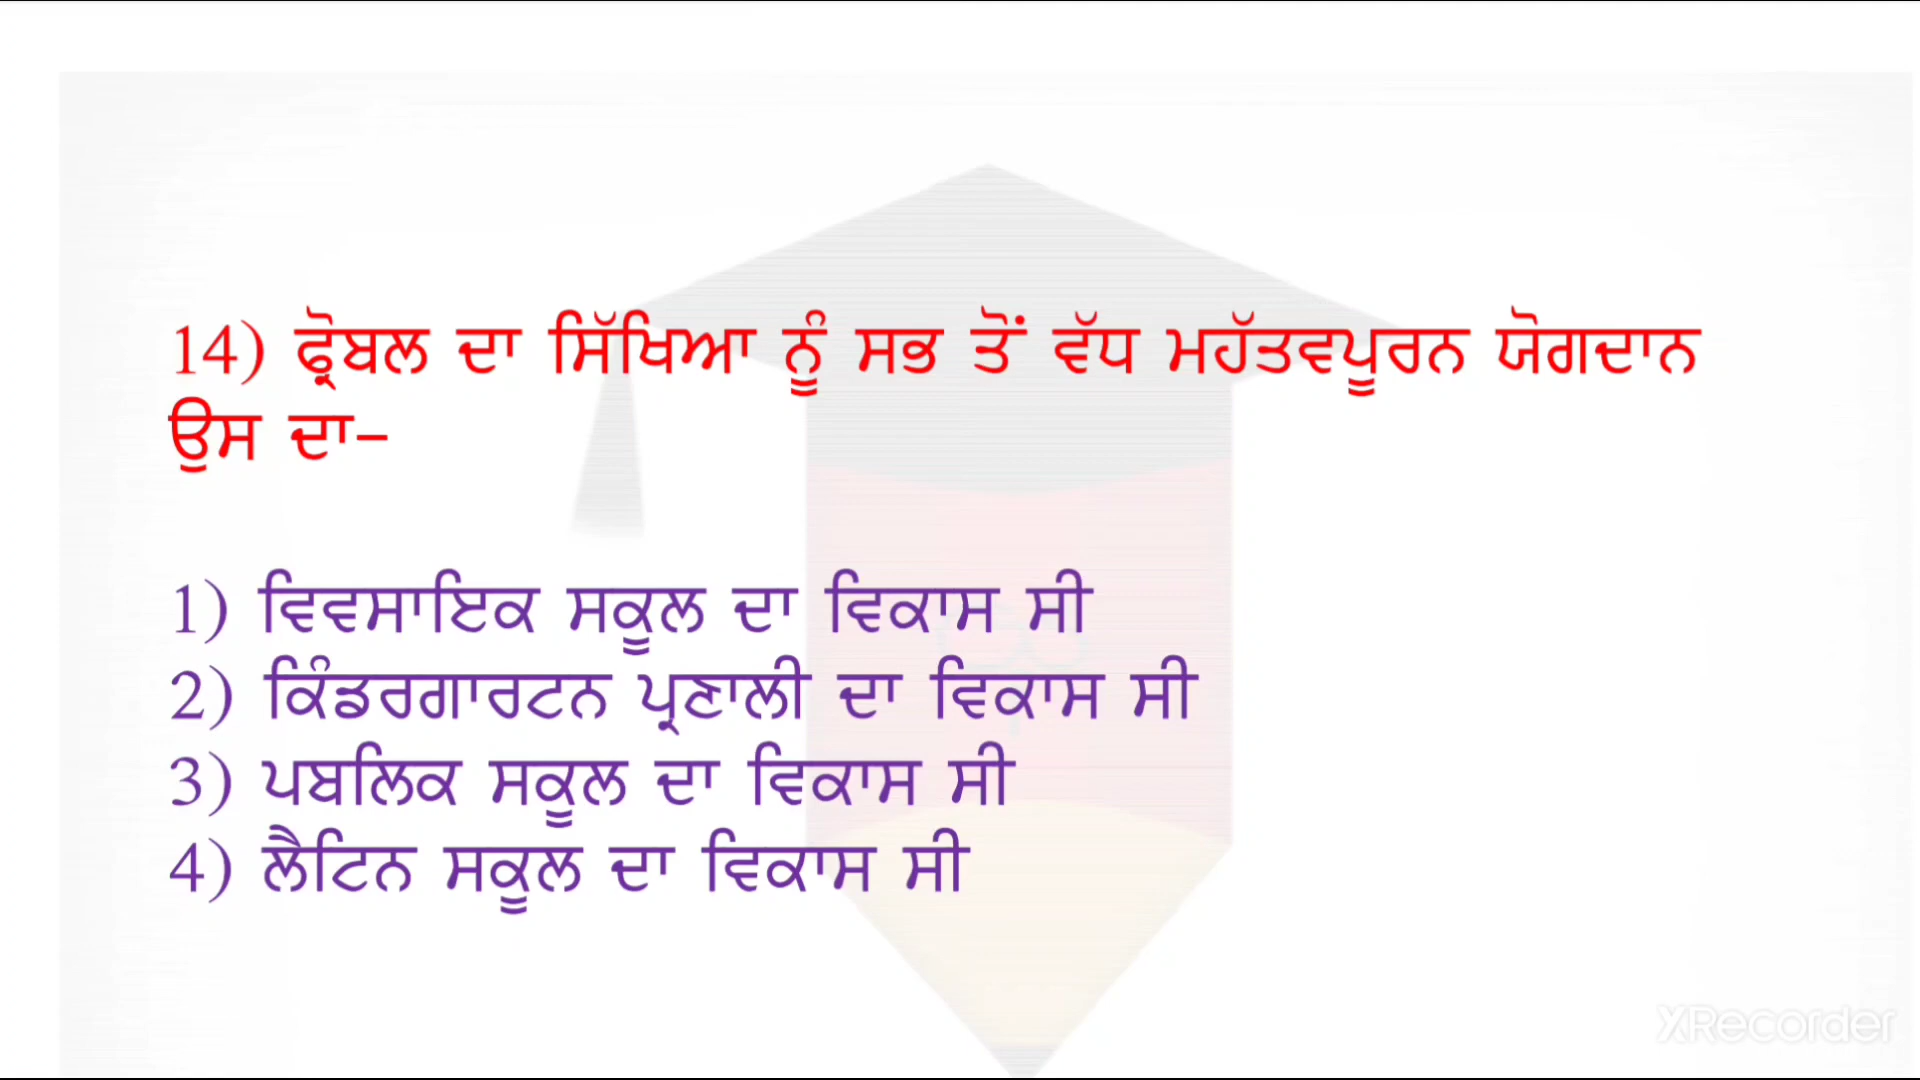 14) ਫ੍ਰੋਬਲ ਦਾ ਸਿੱਖਿਆ ਨੂੰ ਸਭ ਤੋਂ ਵੱਧ ਮਹੱਤਵਪੂਰਨ ਯੋਗਦਾਨ
ਉਸ ਦਾ-
1) ਵਿਵਸਾਇਕ ਸਕੂਲ ਦਾ ਵਿਕਾਸ ਸੀ
2) ਕਿੰਡਰਗਾਰਟਨ ਪ੍ਰਣਾਲੀ ਦਾ ਵਿਕਾਸ ਸੀ
3) ਪਬਲਿਕ ਸਕੂਲ ਦਾ ਵਿਕਾਸ ਸੀ
4) ਲੈਟਿਨ ਸਕੂਲ ਦਾ ਵਿਕਾਸ ਸੀ
XRecorder